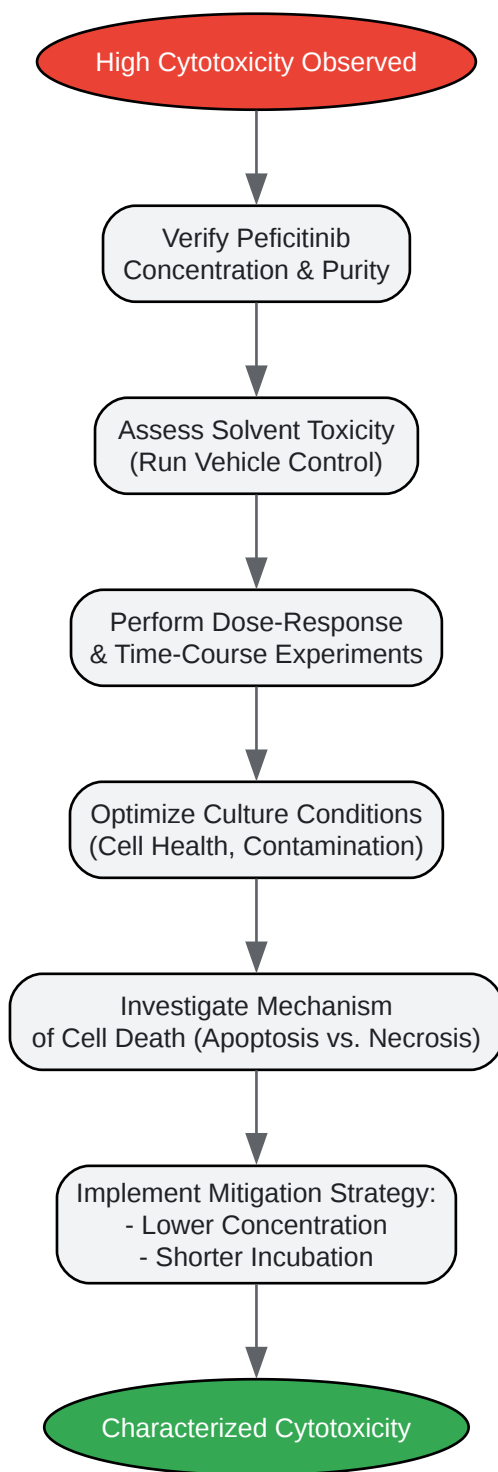 High Cytotoxicity Observed
Verify Peficitinib
Concentration & Purity
Assess Solvent Toxicity
(Run Vehicle Control)
Perform Dose-Response
& Time-Course Experiments
Optimize Culture Conditions
(Cell Health, Contamination)
Investigate Mechanism
of Cell Death (Apoptosis vs. Necrosis)
Implement Mitigation Strategy:
- Lower Concentration
- Shorter Incubation
Characterized Cytotoxicity